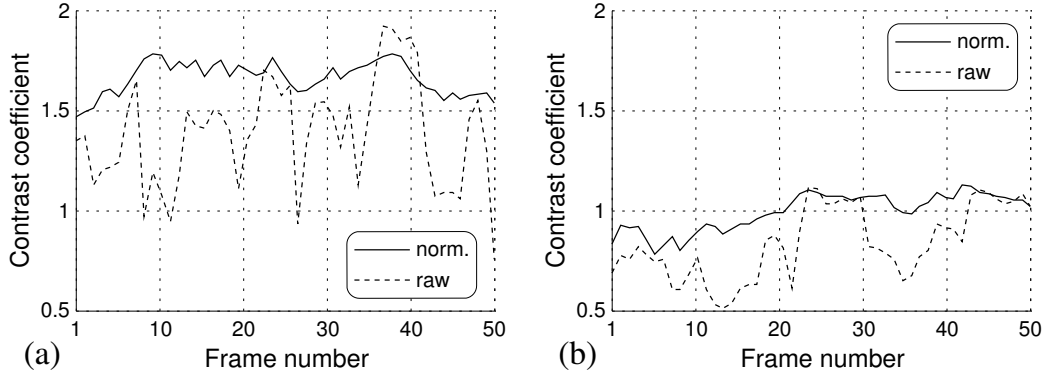 2
1.5
1
0.5
Contrast coefficient
norm.
raw
1 10 20 30 40 50
Frame number
(a)
2
1.5
1
0.5
Contrast coefficient
norm.
raw
1 10 20 30 40 50
Frame number
(b)